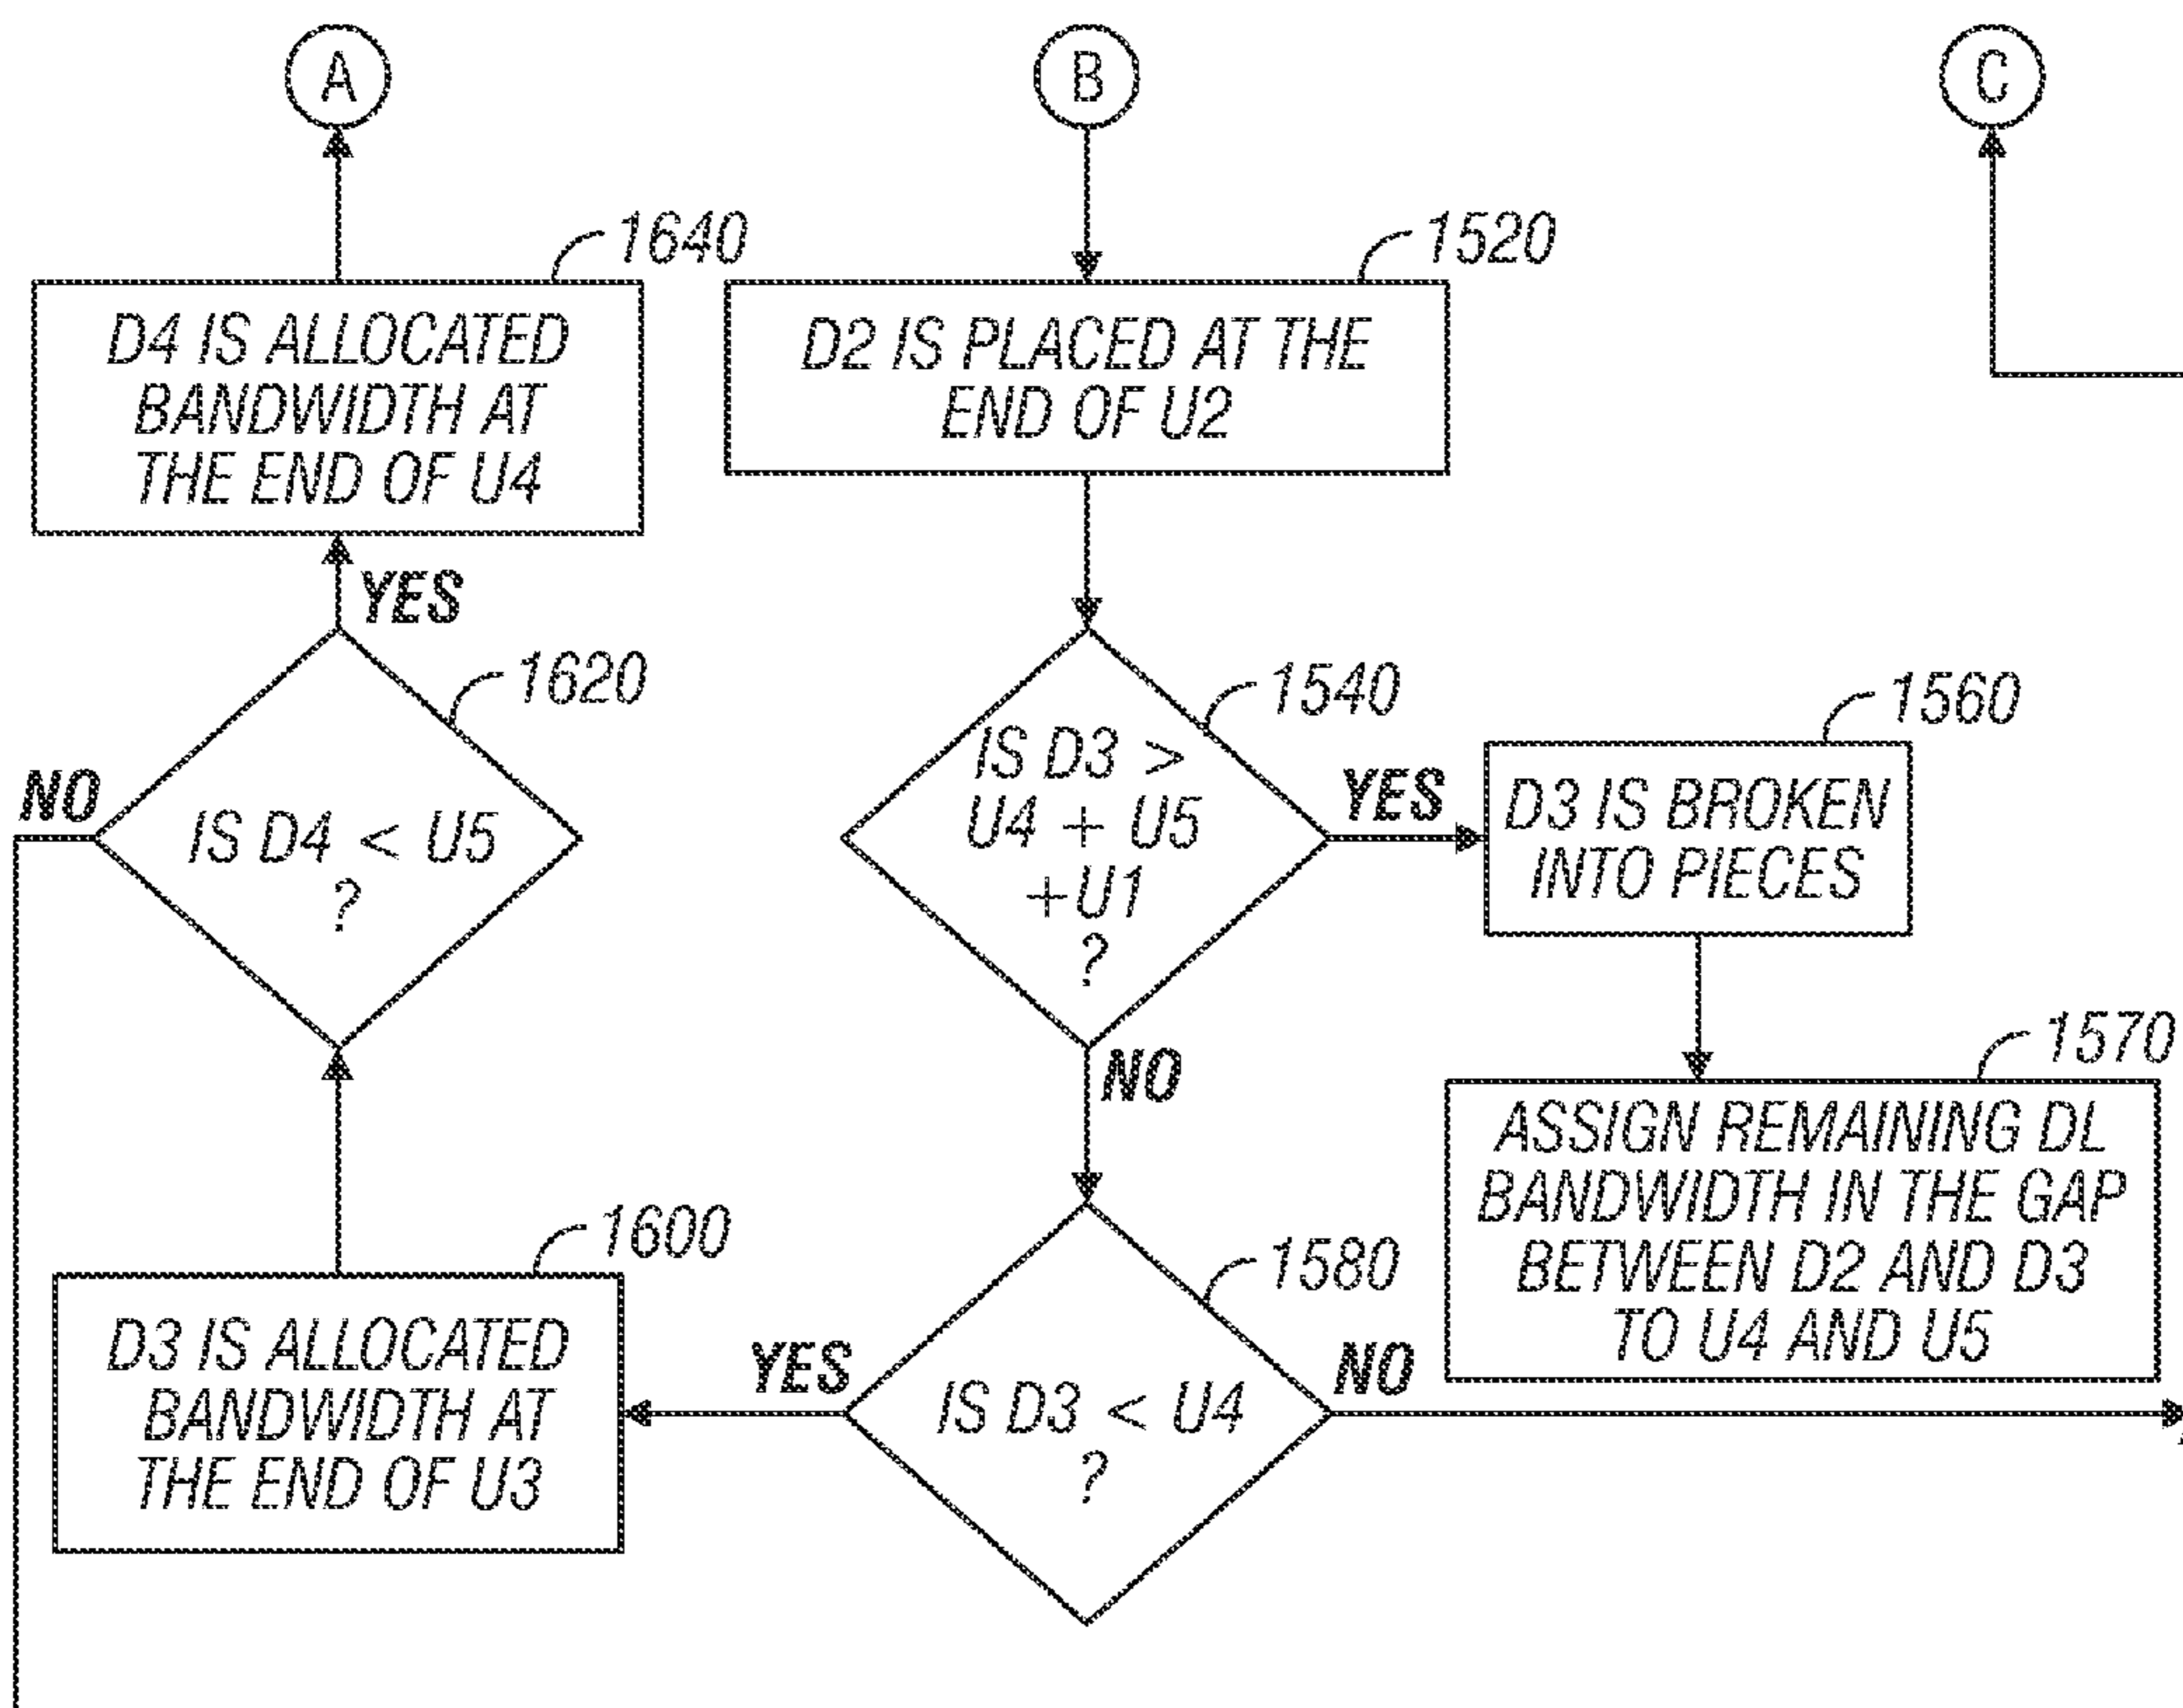 A
B
C
1640
D4 IS ALLOCATED
BANDWIDTH AT
THE END OF U4
1520
D2 IS PLACED AT THE
END OF U2
YES
1620
NO
IS D4 < U5
?
1540
IS D3 >
U4 + U5
+U1
?
YES
1560
D3 IS BROKEN
INTO PIECES
NO
1570
ASSIGN REMAINING DL
BANDWIDTH IN THE GAP
BETWEEN D2 AND D3
TO U4 AND U5
1600
D3 IS ALLOCATED
BANDWIDTH AT
THE END OF U3
YES
1580
IS D3 < U4
?
NO